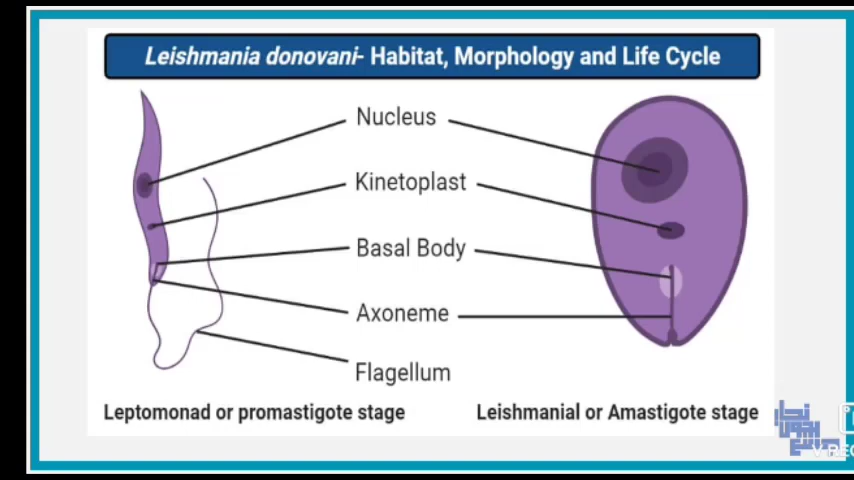 Leishmania donovani- Habitat, Morphology and Life Cycle
Nucleus
Kinetoplast
Basal Body
Axoneme
Flagellum
Leptomonad or promastigote stage
Leishmanial or Amastigote stage